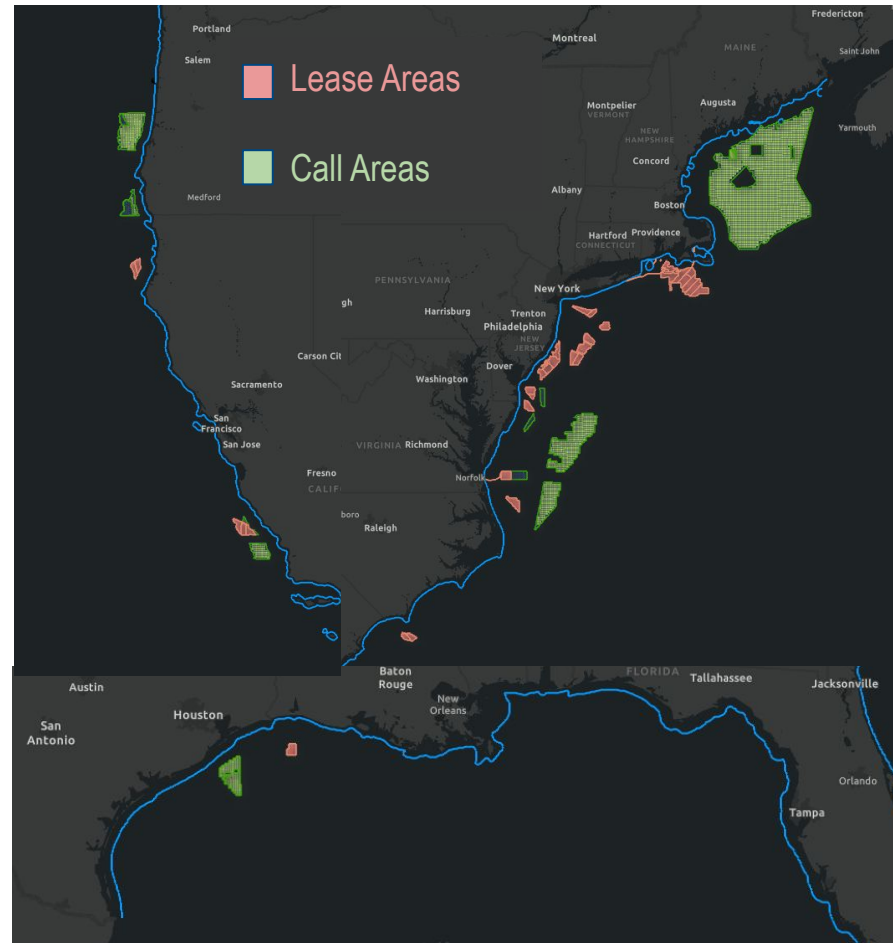 Portland
Salem
Medford
Carson Cit
Sacramento
San
Francisco
San Jose
Fresno
CALIF
Lease Areas
Call Areas
Fredericton
Montreal
MAINE
Saint John
Montpelier
VERMONT
Augusta
Yarmouth
NEW
HAMPSHIRE
Concord
Albany
Boston
Hartford
Providence
CONNECTICUT
PENNSYLVANIA
New York
gh
Harrisburg
Trenton
Philadelphia
NEW
JERSEY
Dover
Washington
VIRGINIA
Richmond
Norfolk
boro
Raleigh
Austin
Baton
Rouge
FLORIDA
Tallahassee
Jacksonville
Houston
New
Orleans
San
Antonio
Orlando
Tampa